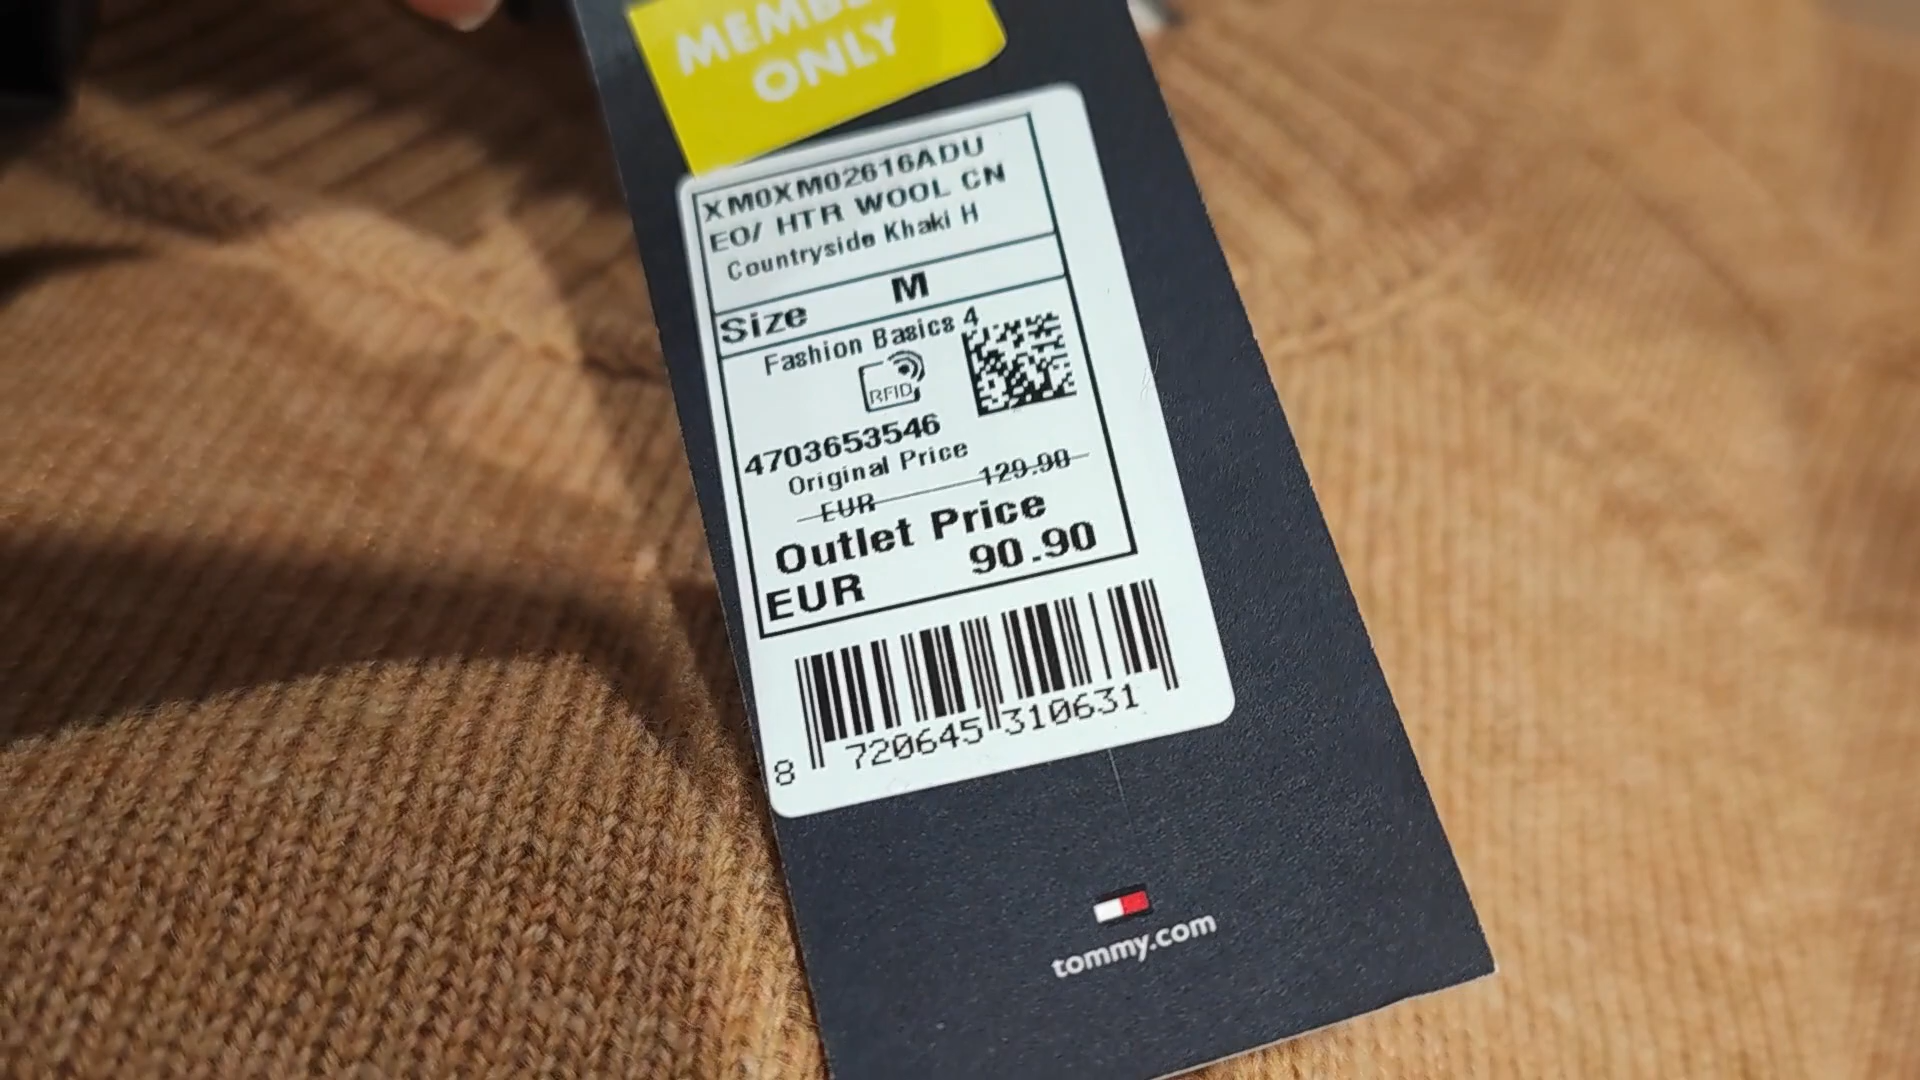 ONLY
XM0XM02616ADU
EO/ HTR WOOL CN
Countryside Khaki H
Size M
Fashion Basics 4
RFID
4703653546
Original Price
EUR 129.90
Outlet Price
EUR 90.90
8 720645 310631
tommy.com